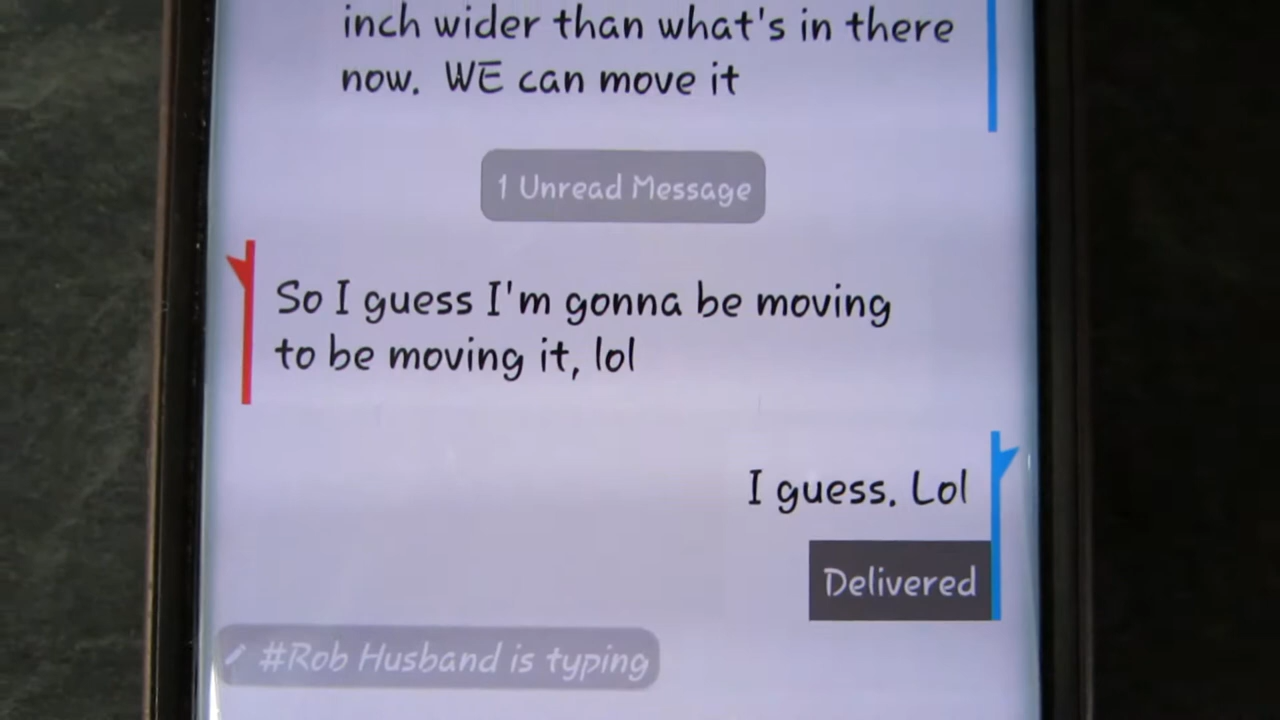 inch wider than what's in there
now. WE can move it
1 Unread Message
So I guess I'm gonna be moving
to be moving it, lol
I guess. Lol
Delivered
#Rob Husband is typing